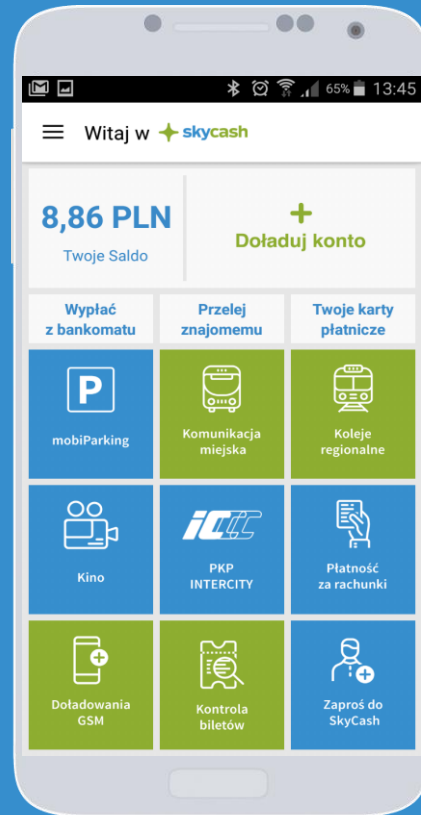 65% 13:45
Witaj w skycash
8,86 PLN
Twoje Saldo
+
Doładuj konto
Wypłać
z bankomatu
Przelej
znajomemu
Twoje karty
płatnicze
P
mobiParking
Komunikacja
miejska
Koleje
regionalne
Kino
IC
PKP
INTERCITY
Płatność
za rachunki
Doładowania
GSM
Kontrola
biletów
Zaproś do
SkyCash